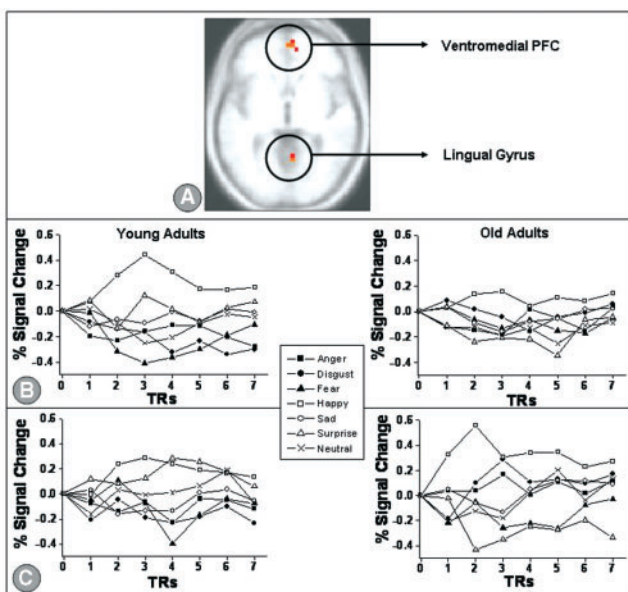 Ventromedial PFC
Lingual Gyrus
A
Young Adults
Old Adults
% Signal Change
0.6
0.4
0.2
0.0
-0.2
-0.4
0 1 2 3 4 5 6 7
TRs
% Signal Change
0.6
0.4
0.2
0.0
-0.2
-0.4
0 1 2 3 4 5 6 7
TRs
B
Anger
Disgust
Fear
Happy
Sad
Surprise
Neutral
% Signal Change
0.6
0.4
0.2
0.0
-0.2
-0.4
0 1 2 3 4 5 6 7
TRs
% Signal Change
0.6
0.4
0.2
0.0
-0.2
-0.4
0 1 2 3 4 5 6 7
TRs
C